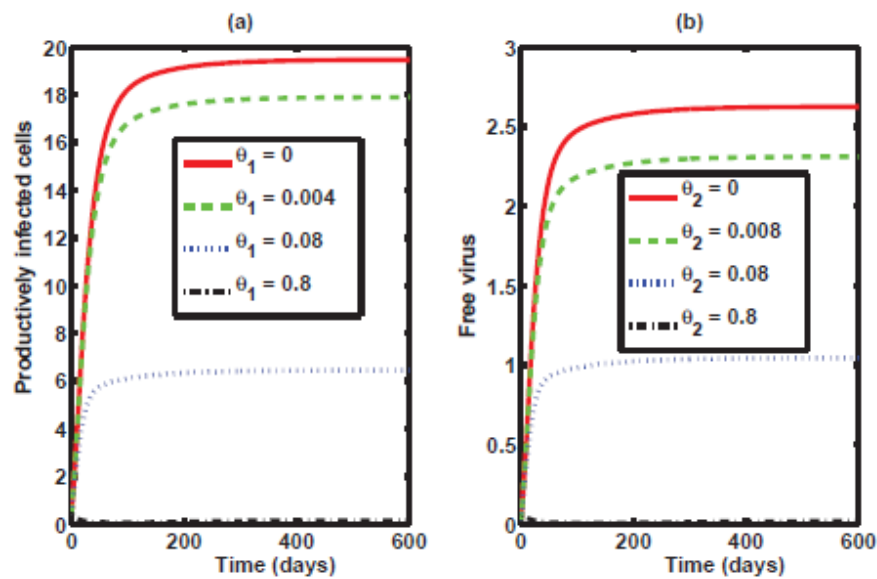 (a)
Productively infected cells
20
18
16
14
12
10
8
6
4
2
0
θ1 = 0
θ1 = 0.004
θ1 = 0.08
θ1 = 0.8
0 200 400 600
Time (days)
(b)
Free virus
3
2.5
2
1.5
1
0.5
0
θ2 = 0
θ2 = 0.008
θ2 = 0.08
θ2 = 0.8
0 200 400 600
Time (days)